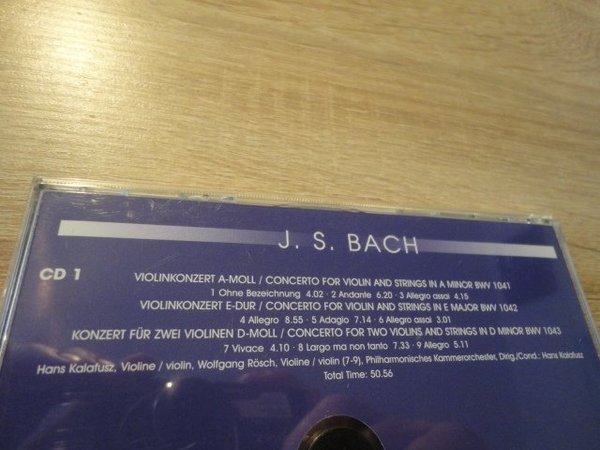 J. S. BACH
CD 1
VIOLINKONZERT A-MOLL / CONCERTO FOR VIOLIN AND STRINGS IN A MINOR BWV 1041
1 Ohne Bezeichnung 4.02 · 2 Andante 6.20 · 3 Allegro assai 4.15
VIOLINKONZERT E-DUR / CONCERTO FOR VIOLIN AND STRINGS IN E MAJOR BWV 1042
4 Allegro 8.55 · 5 Adagio 7.14 · 6 Allegro assai 3.01
KONZERT FÜR ZWEI VIOLINEN D-MOLL / CONCERTO FOR TWO VIOLINS AND STRINGS IN D MINOR BWV 1043
7 Vivace 4.10 · 8 Largo ma non tanto 7.33 · 9 Allegro 5.11
Hans Kalafusz, Violine / violin, Wolfgang Rösch, Violine / violin (7-9), Philharmonisches Kammerorchester, Dirig./Cond.: Hans Kalafusz
Total Time: 50.56